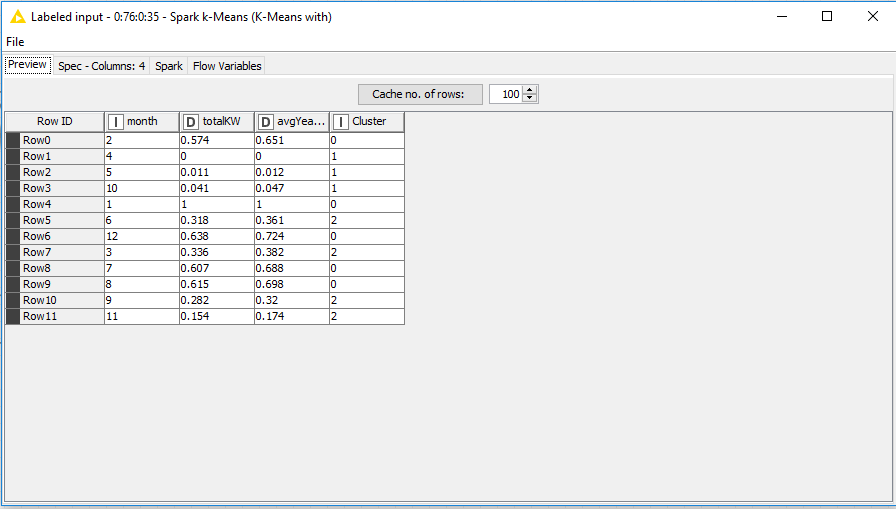 Labeled input - 0:76:0:35 - Spark k-Means (K-Means with)
File
Preview Spec - Columns: 4 Spark Flow Variables
Cache no. of rows: 100
Row ID I month D totalKW D avgYea... I Cluster
Row0 2 0.574 0.651 0
Row1 4 0 0 1
Row2 5 0.011 0.012 1
Row3 10 0.041 0.047 1
Row4 1 1 1 0
Row5 6 0.318 0.361 2
Row6 12 0.638 0.724 0
Row7 3 0.336 0.382 2
Row8 7 0.607 0.688 0
Row9 8 0.615 0.698 0
Row10 9 0.282 0.32 2
Row11 11 0.154 0.174 2